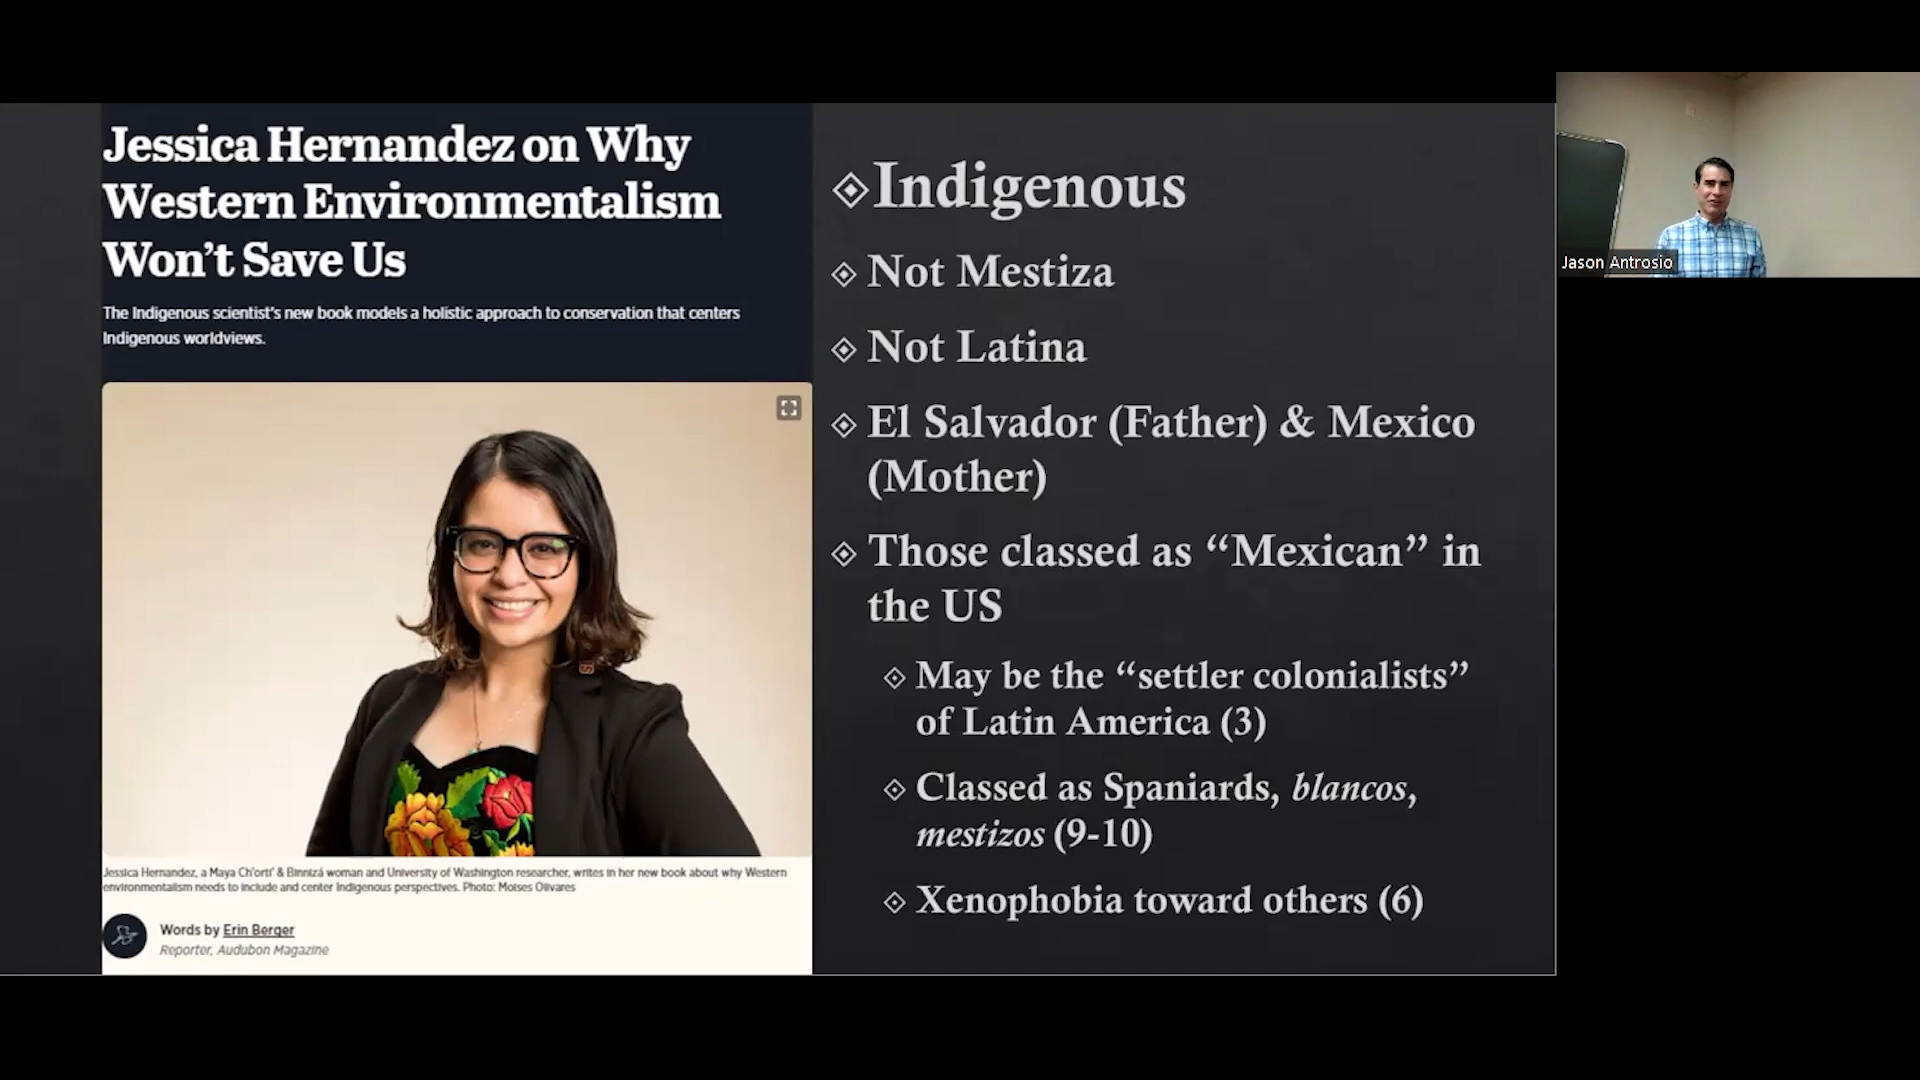 Jessica Hernandez on Why
Western Environmentalism
Won't Save Us
The Indigenous scientist's new book models a holistic approach to conservation that centers
Indigenous worldviews.
Jessica Hernandez, a Maya Ch'orti' & Binnizá woman and University of Washington researcher, writes in her new book about why Western
environmentalism needs to include and center Indigenous perspectives. Photo: Moises Olivares
Words by Erin Berger
Reporter, Audubon Magazine
Indigenous
Not Mestiza
Not Latina
El Salvador (Father) & Mexico
(Mother)
Those classed as “Mexican” in
the US
May be the “settler colonialists”
of Latin America (3)
Classed as Spaniards, blancos,
mestizos (9-10)
Xenophobia toward others (6)
Jason Antrosio